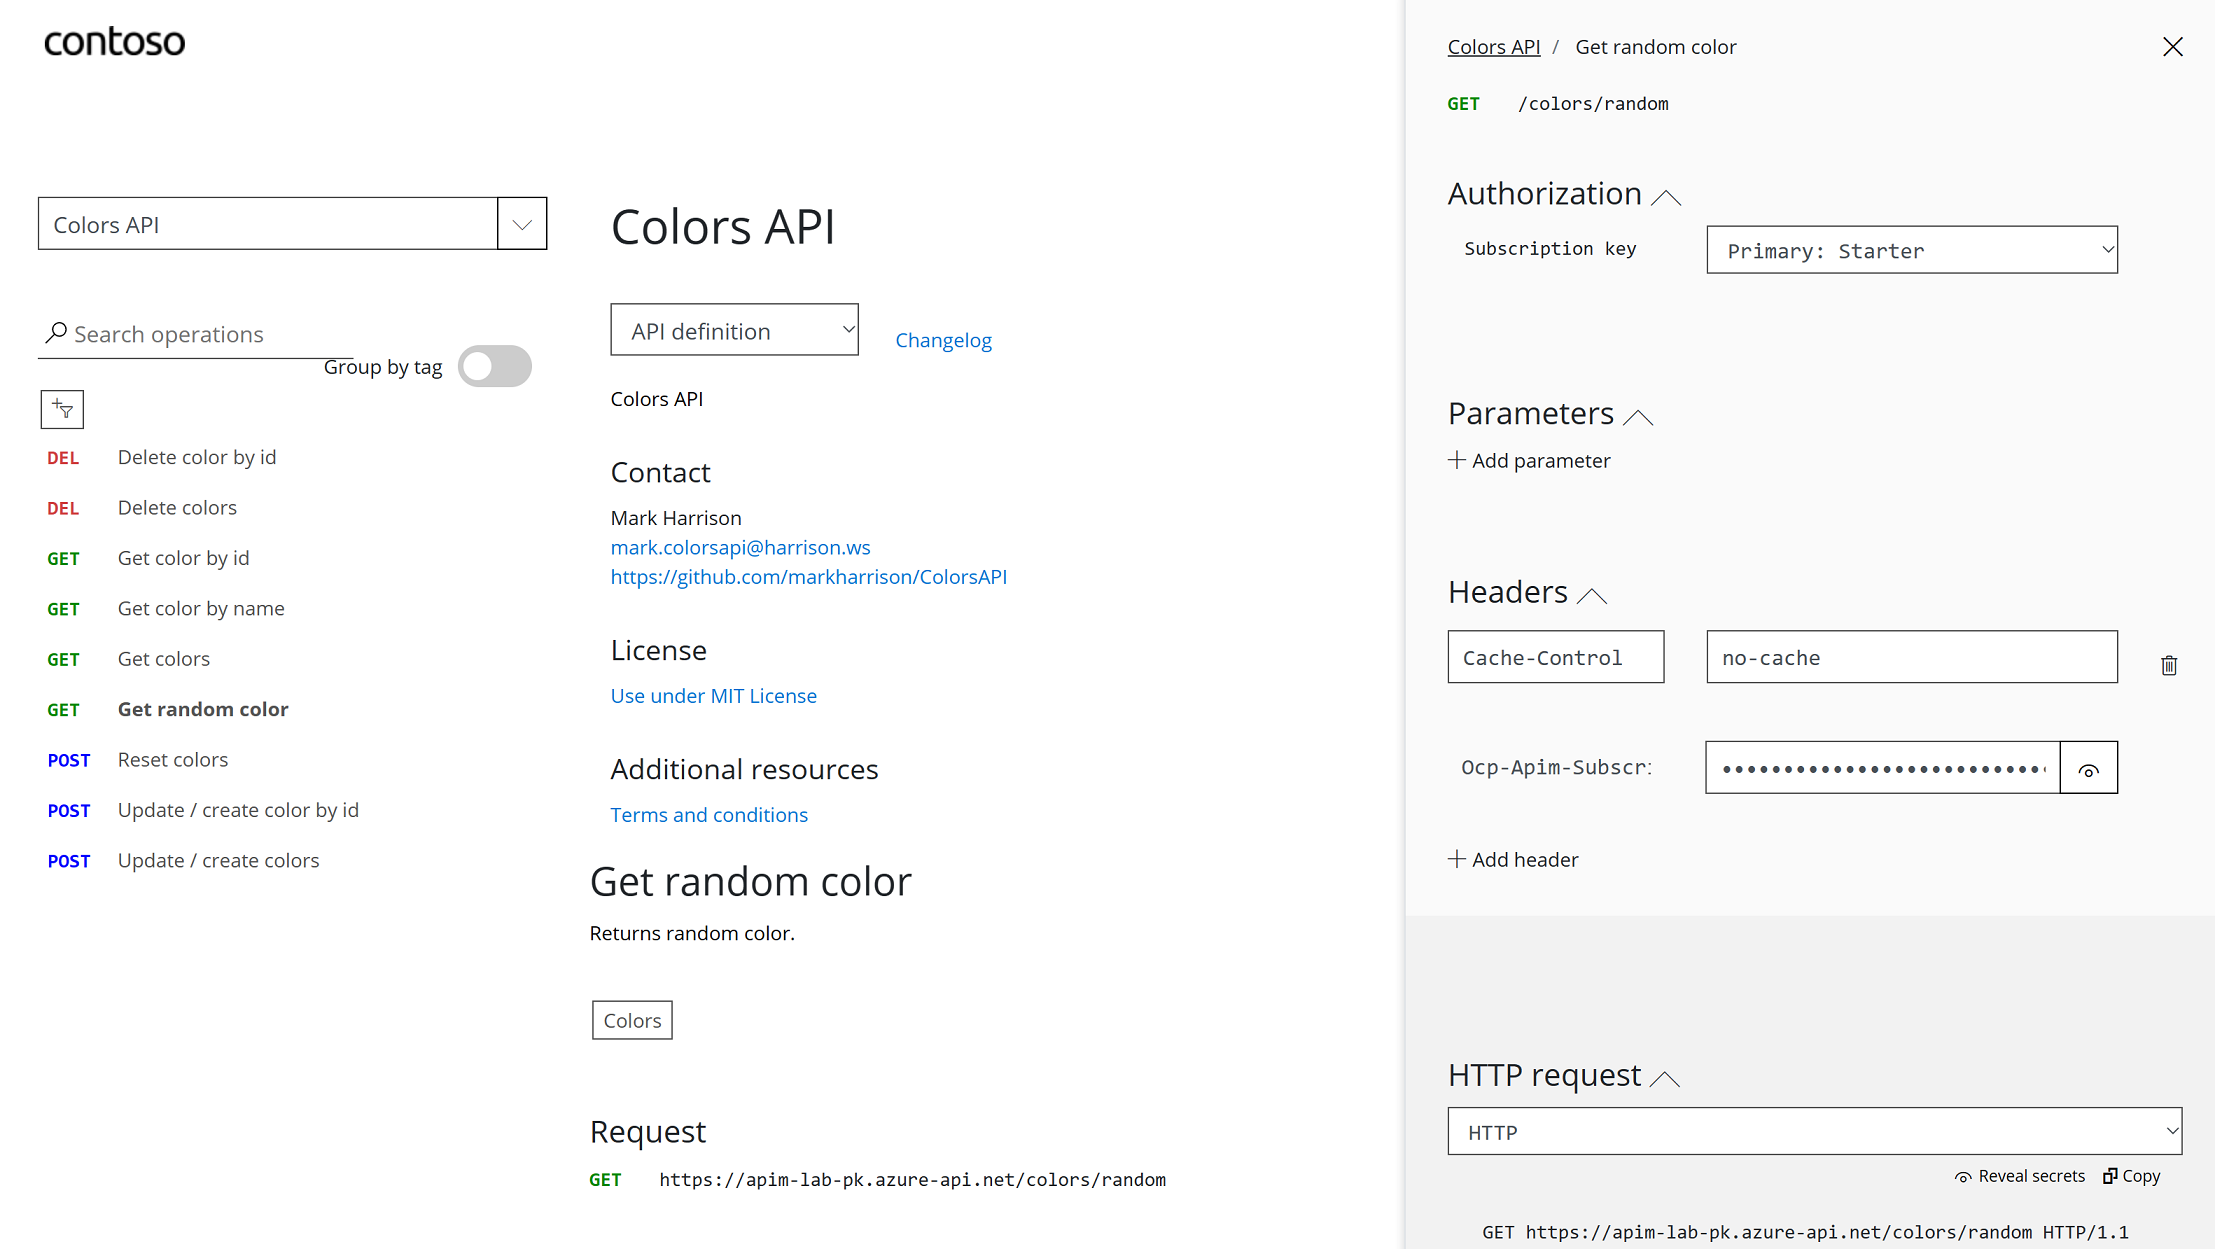 contoso
Colors API
Search operations
Group by tag
DEL Delete color by id
DEL Delete colors
GET Get color by id
GET Get color by name
GET Get colors
GET Get random color
POST Reset colors
POST Update / create color by id
POST Update / create colors
Colors API
API definition
Changelog
Colors API
Contact
Mark Harrison
mark.colorsapi@harrison.ws
https://github.com/markharrison/ColorsAPI
License
Use under MIT License
Additional resources
Terms and conditions
Get random color
Returns random color.
Colors
Request
GET https://apim-lab-pk.azure-api.net/colors/random
Colors API / Get random color
GET /colors/random
Authorization
Subscription key Primary: Starter
Parameters
Add parameter
Headers
Cache-Control no-cache
Ocp-Apim-Subscr: ••••••••••••••••••••••••••
Add header
HTTP request
HTTP
Reveal secrets Copy
GET https://apim-lab-pk.azure-api.net/colors/random HTTP/1.1